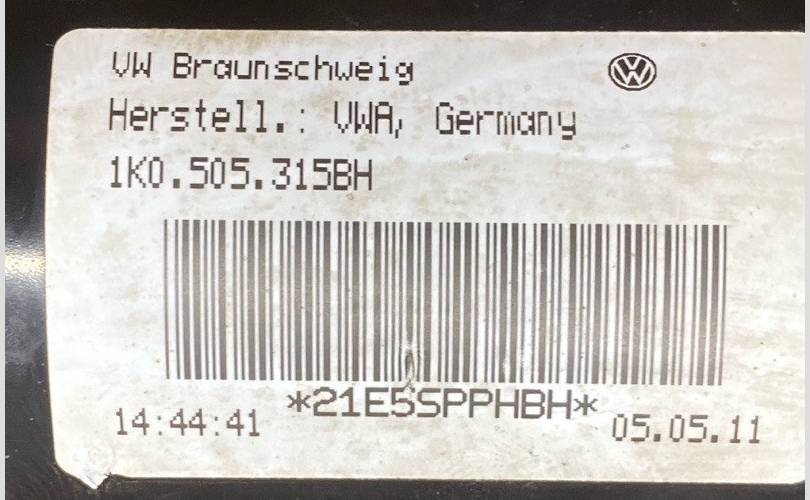 VW Braunschweig
Herstell.: VWA, Germany
1K0.505.315BH
*21E5SPPHBH*
14:44:41 05.05.11